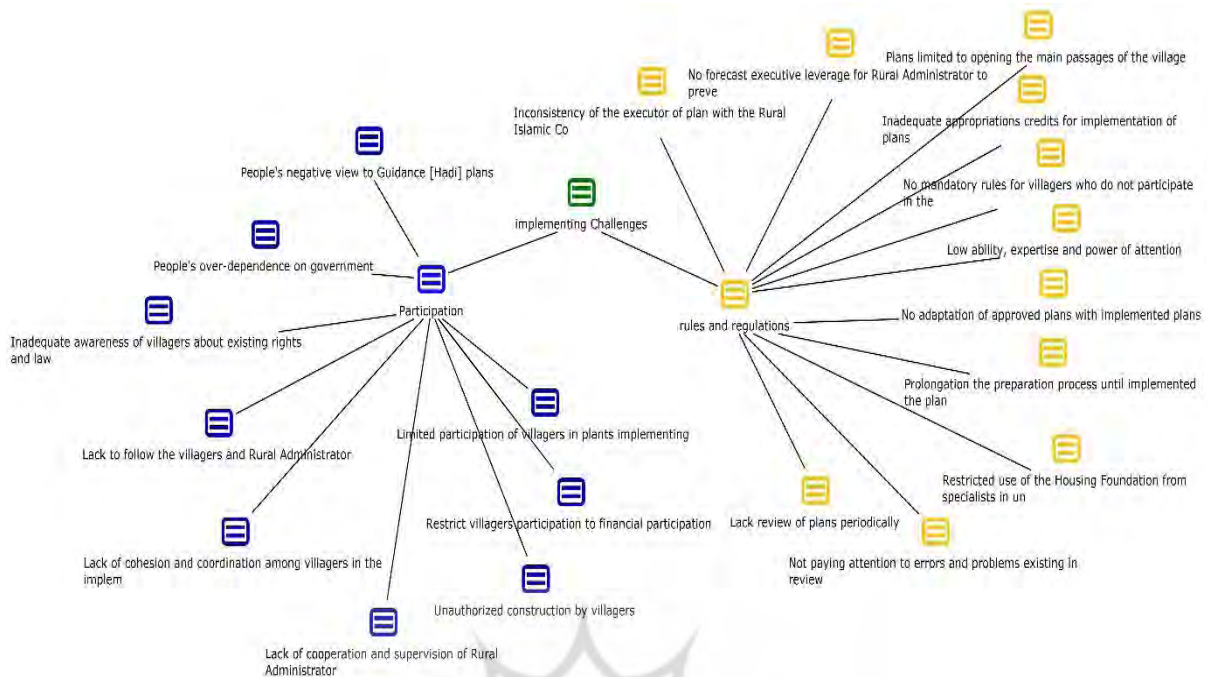 Plans limited to opening the main passages of the village
No forecast executive leverage for Rural Administrator to
preve
Inconsistency of the executor of plan with the Rural
Islamic Co
Inadequate appropriations credits for implementation of
plans
People's negative view to Guidance [Hadi] plans
No mandatory rules for villagers who do not participate
in the
implementing Challenges
Low ability, expertise and power of attention
People's over-dependence on government
Participation
rules and regulations
No adaptation of approved plans with implemented plans
Inadequate awareness of villagers about existing rights
and law
Prolongation the preparation process until implemented
the plan
Limited participation of villagers in plants implementing
Lack to follow the villagers and Rural Administrator
Restricted use of the Housing Foundation from
specialists in un
Restrict villagers participation to financial participation
Lack review of plans periodically
Lack of cohesion and coordination among villagers in the
implem
Not paying attention to errors and problems existing in
review
Unauthorized construction by villagers
Lack of cooperation and supervision of Rural
Administrator